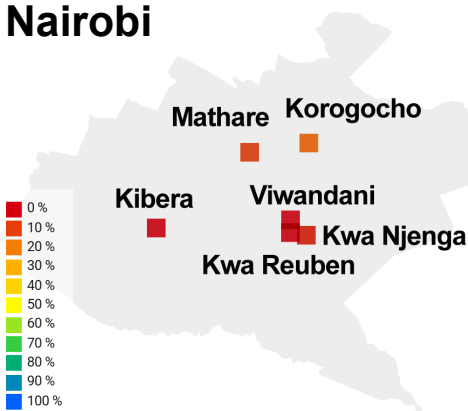 Nairobi
Korogocho
Mathare
Kibera
Viwandani
Kwa Njenga
Kwa Reuben
0 %
10 %
20 %
30 %
40 %
50 %
60 %
70 %
80 %
90 %
100 %